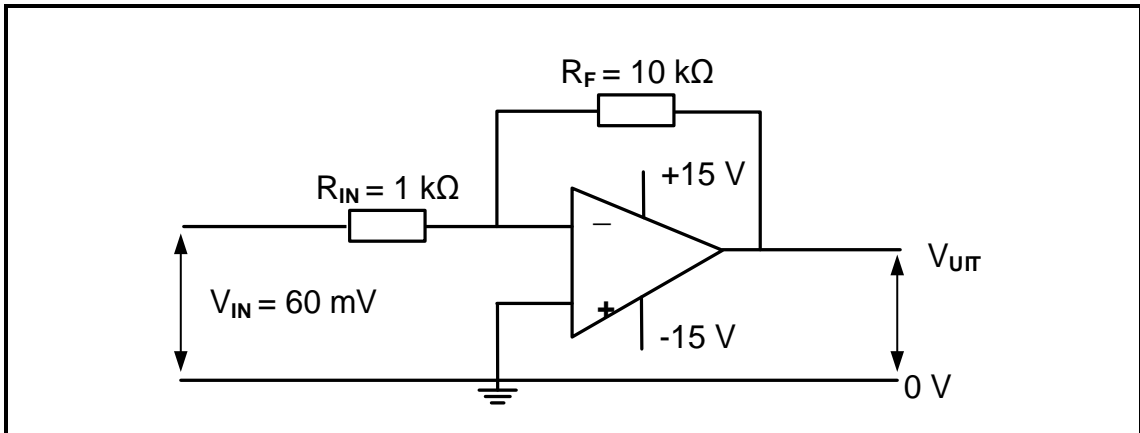 R_F = 10 kΩ
+15 V
R_IN = 1 kΩ
−
V_UIT
V_IN = 60 mV
+
-15 V
0 V